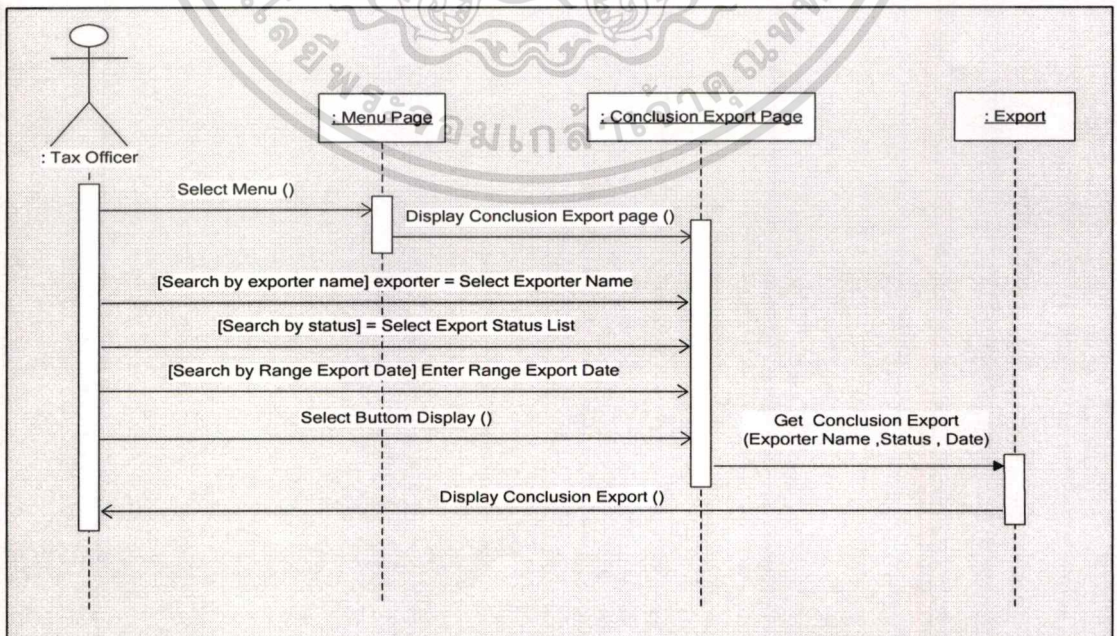 : Tax Officer
: Menu Page
: Conclusion Export Page
: Export
Select Menu ()
Display Conclusion Export page ()
[Search by exporter name] exporter = Select Exporter Name
[Search by status] = Select Export Status List
[Search by Range Export Date] Enter Range Export Date
Select Buttom Display ()
Get Conclusion Export
(Exporter Name ,Status , Date)
Display Conclusion Export ()